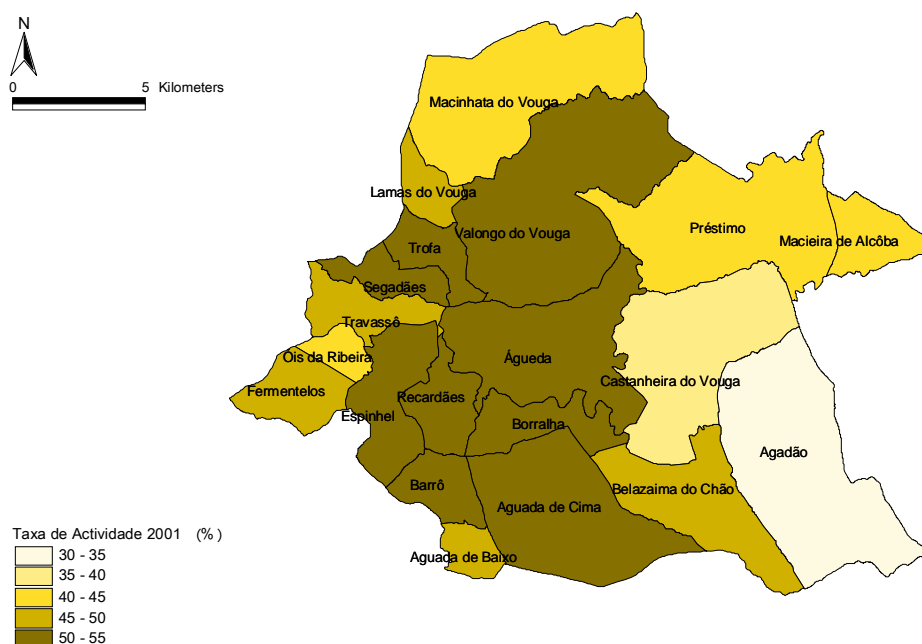 N
0 5 Kilometers
Macinhata do Vouga
Lamas do Vouga
Valongo do Vouga
Préstimo
Macieira de Alcôba
Trofa
Segadães
Travassô
Óis da Ribeira
Águeda
Castanheira do Vouga
Fermentelos
Recardães
Espinhel
Borralha
Agadão
Barrô
Aguada de Cima
Belazaima do Chão
Aguada de Baixo
Taxa de Actividade 2001 (%)
30 - 35
35 - 40
40 - 45
45 - 50
50 - 55